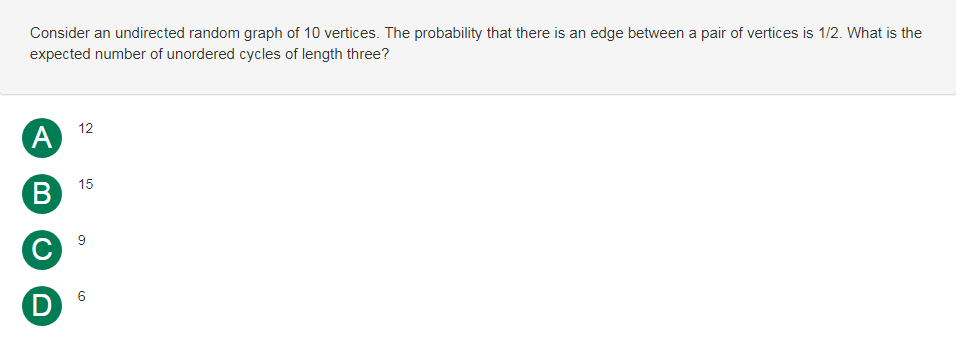 Consider an undirected random graph of 10 vertices. The probability that there is an edge between a pair of vertices is 1/2. What is the
expected number of unordered cycles of length three?
A 12
B 15
C 9
D 6